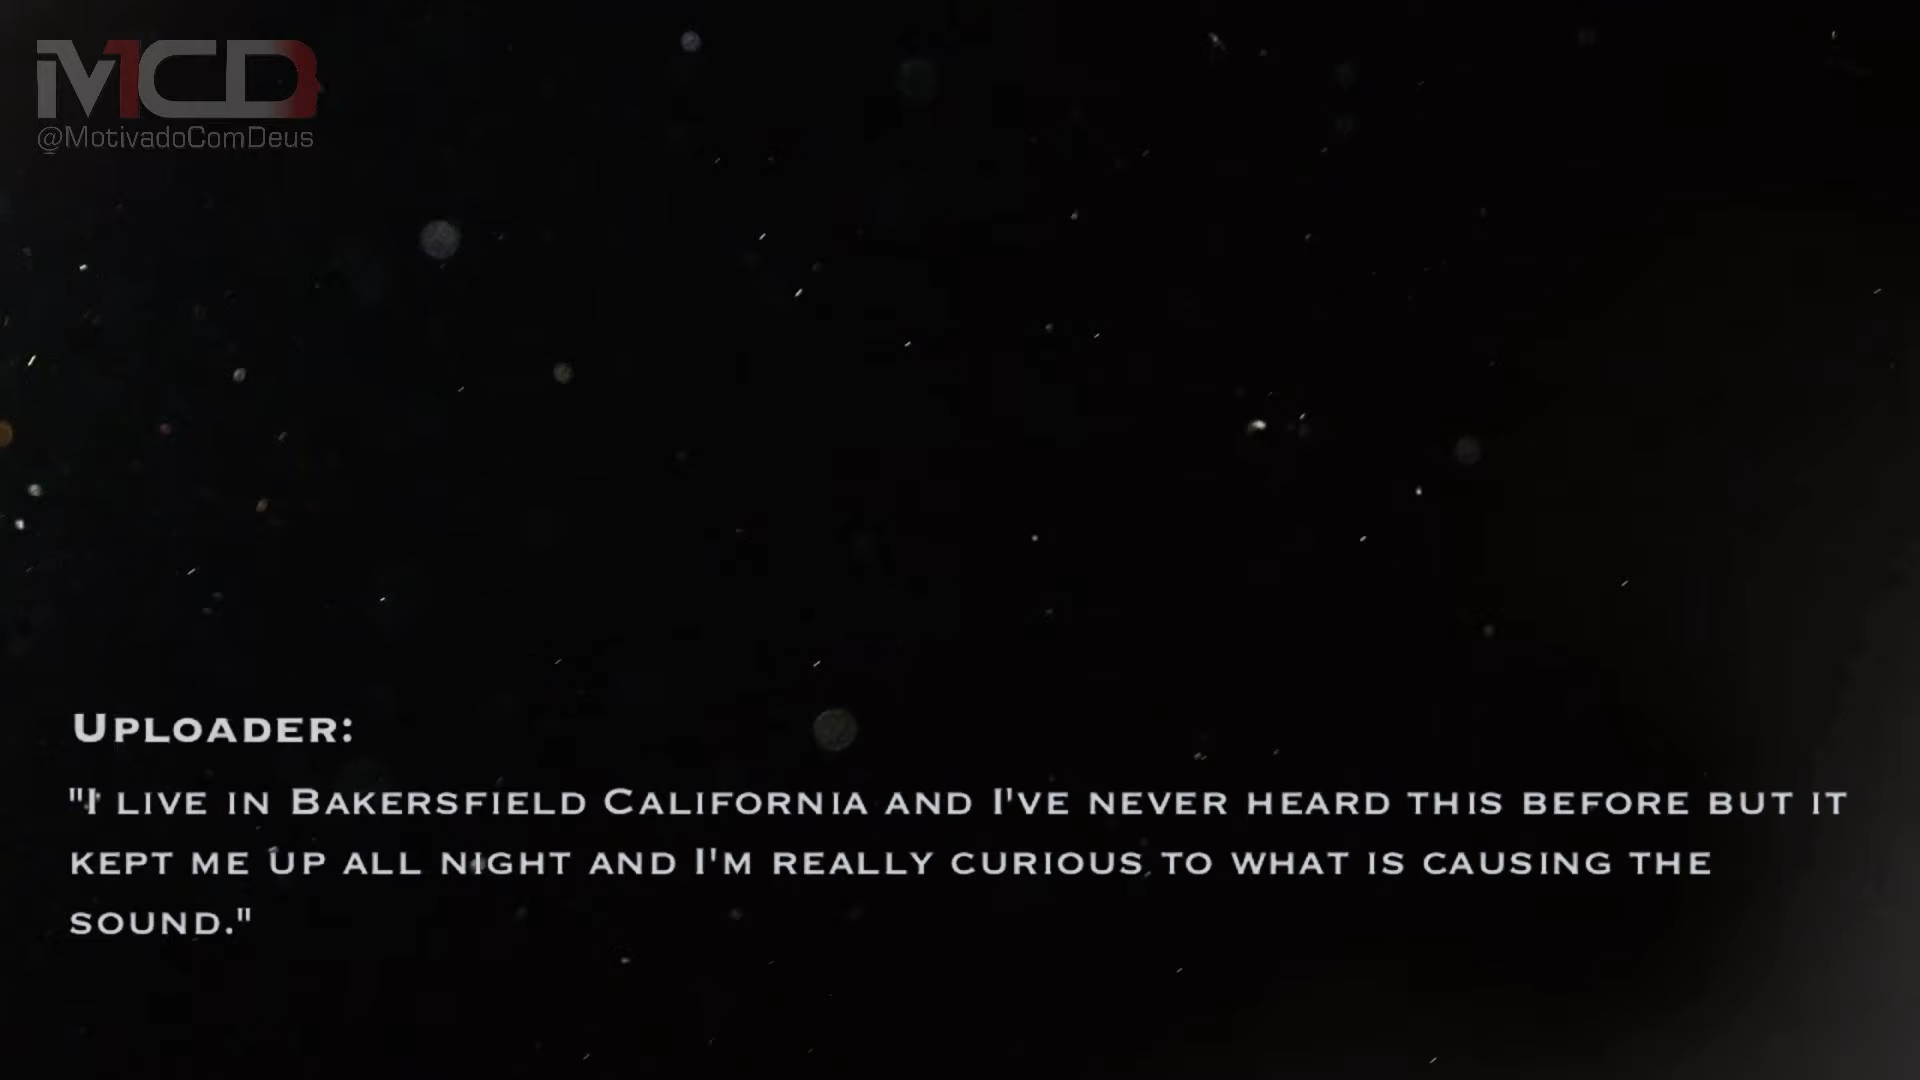 MCD
@MotivadoComDeus
UPLOADER:
"I LIVE IN BAKERSFIELD CALIFORNIA AND I'VE NEVER HEARD THIS BEFORE BUT IT
KEPT ME UP ALL NIGHT AND I'M REALLY CURIOUS TO WHAT IS CAUSING THE
SOUND."